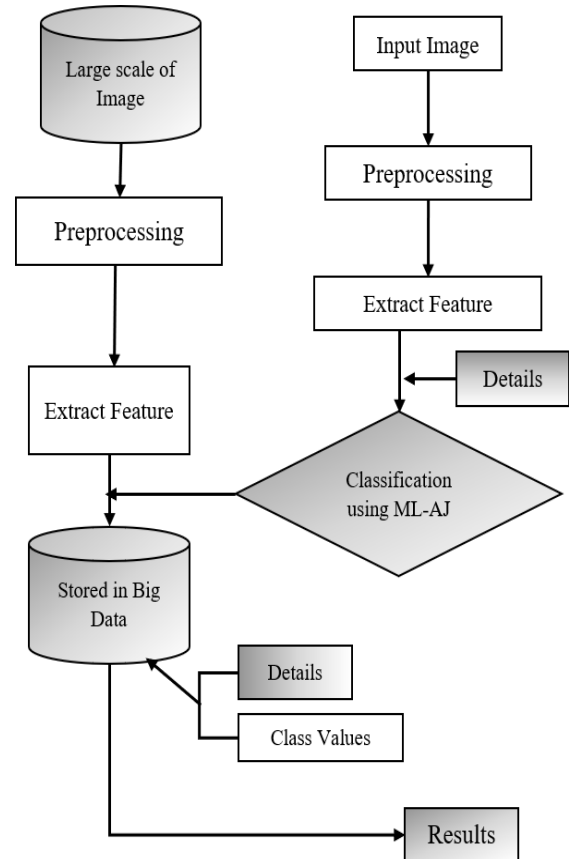 Large scale of
Image
Input Image
Preprocessing
Preprocessing
Extract Feature
Extract Feature
Details
Classification
using ML-AJ
Stored in Big
Data
Details
Class Values
Results